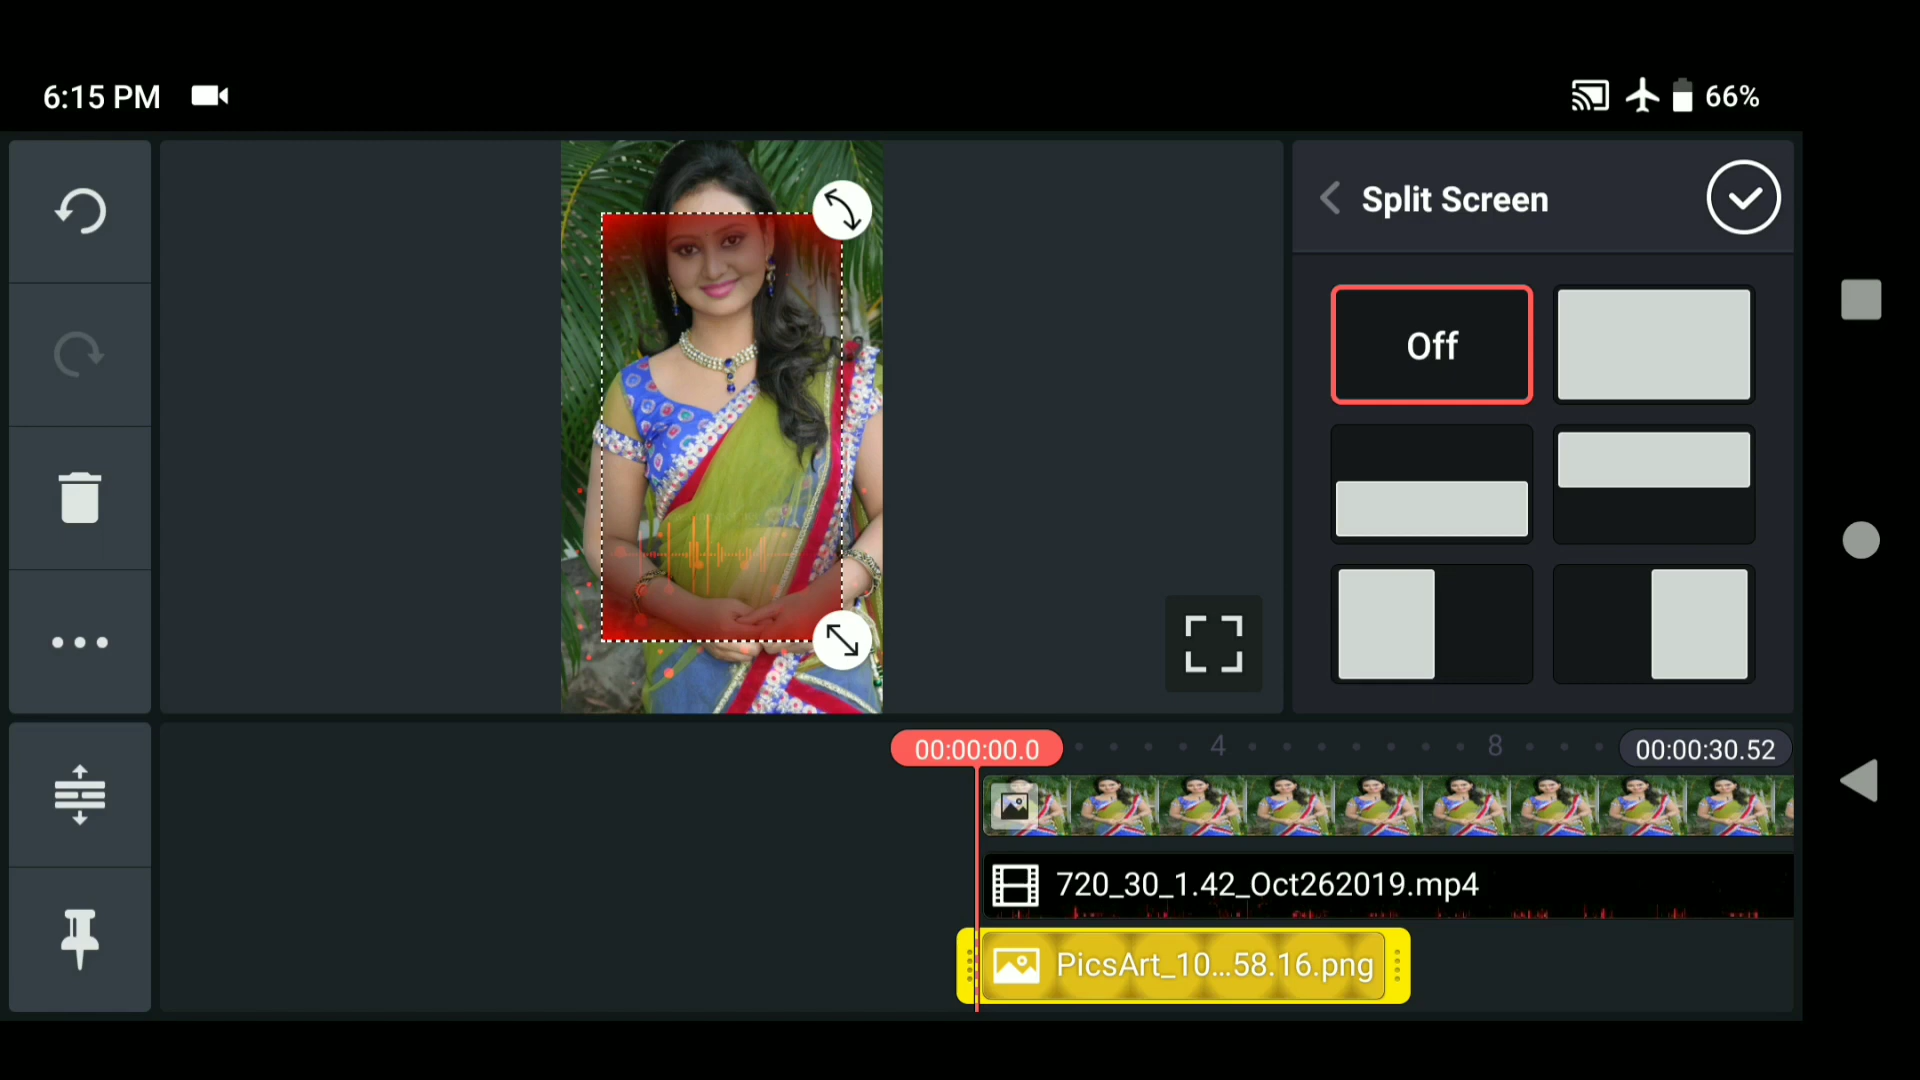 6:15 PM
66%
Split Screen
Off
00:00:00.0
4
8
00:00:30.52
720_30_1.42_Oct262019.mp4
PicsArt_10...58.16.png